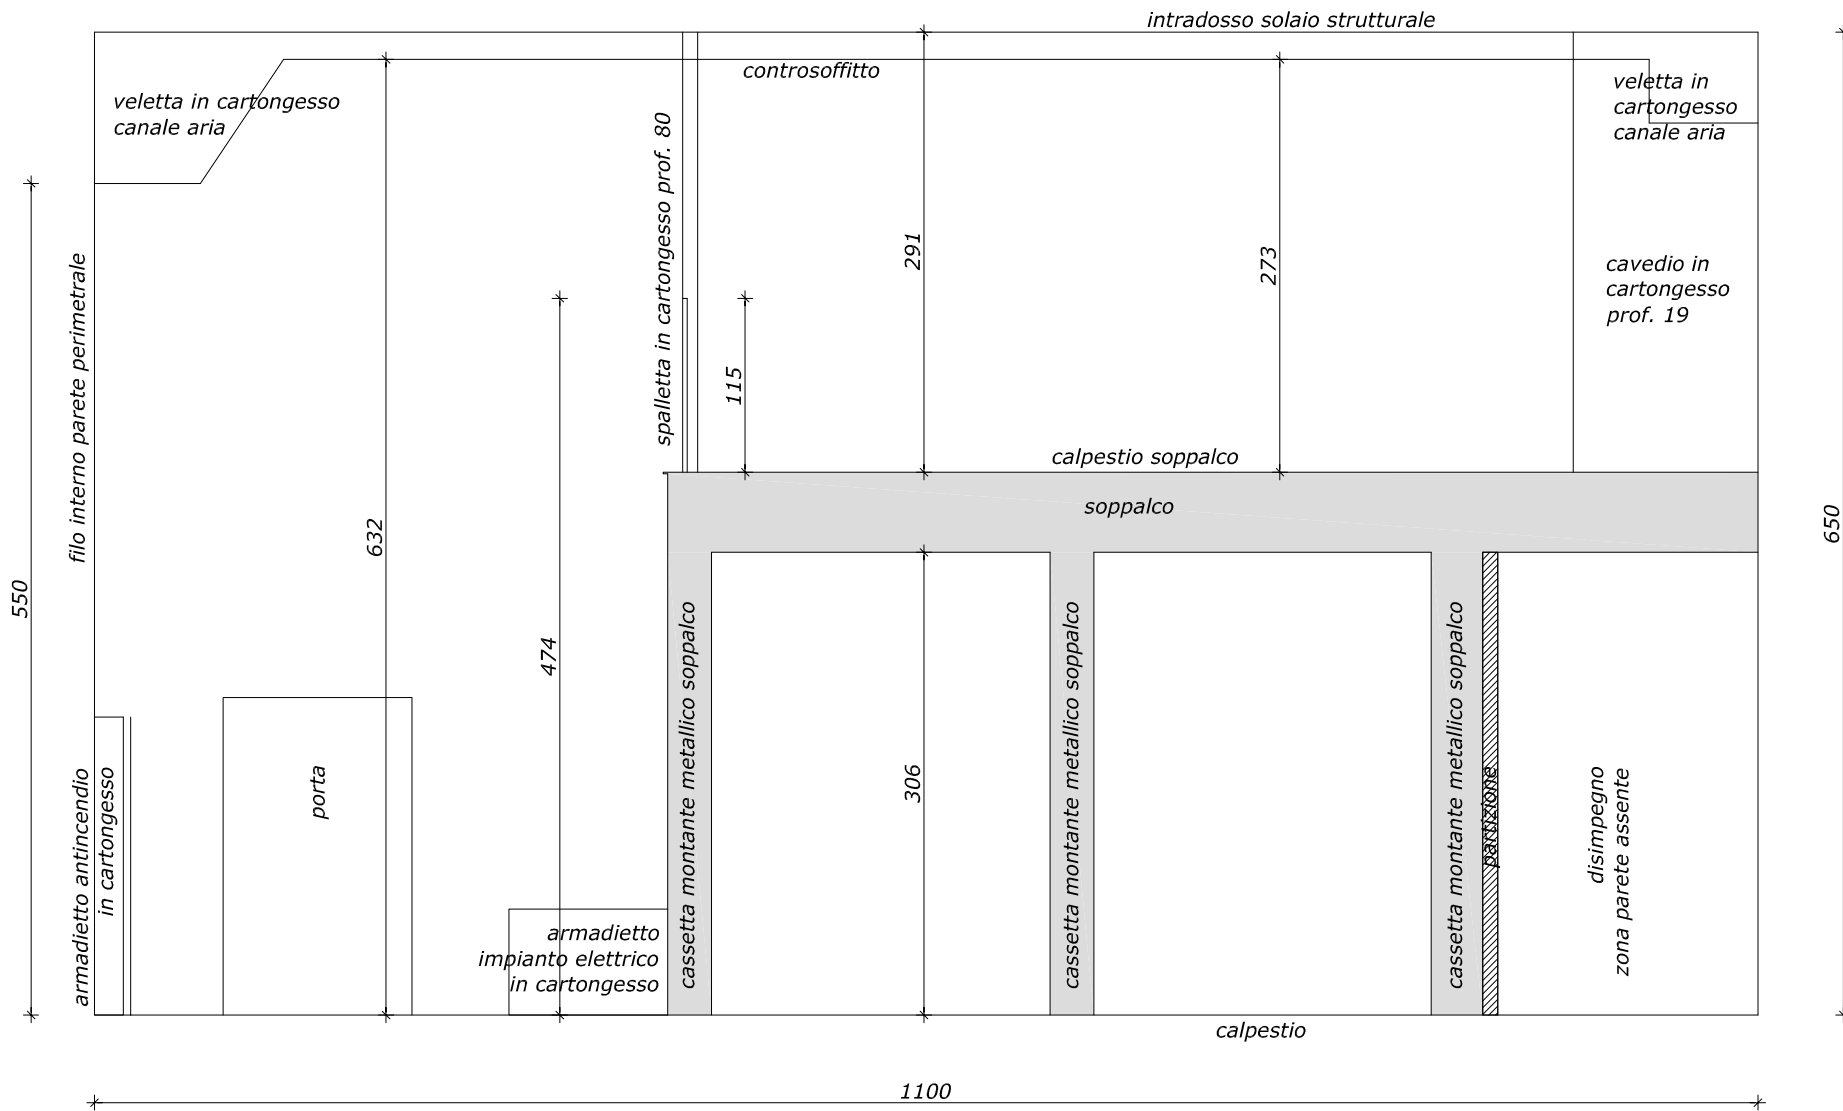 intradosso solaio strutturale
controsoffitto
veletta in cartongesso
canale aria
veletta in
cartongesso
canale aria
spalletta in cartongesso prof. 80
filo interno parete perimetrale
291
273
cavedio in
cartongesso
prof. 19
115
calpestio soppalco
soppalco
632
650
550
474
306
armadietto antincendio
in cartongesso
porta
armadietto
impianto elettrico
in cartongesso
cassetta montante metallico soppalco
cassetta montante metallico soppalco
cassetta montante metallico soppalco
partizione
disimpegno
zona parete assente
calpestio
1100